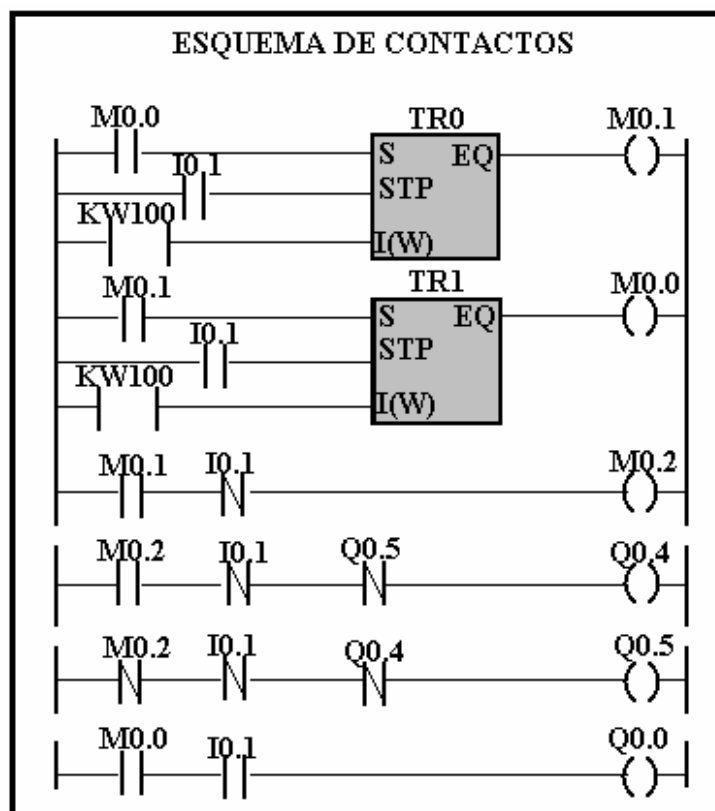 ESQUEMA DE CONTACTOS
M0.0 TR0 M0.1
S EQ
I0.1 STP
KW100 I(W)
M0.1 TR1 M0.0
S EQ
I0.1 STP
KW100 I(W)
M0.1 I0.1 M0.2
M0.2 I0.1 Q0.5 Q0.4
M0.2 I0.1 Q0.4 Q0.5
M0.0 I0.1 Q0.0